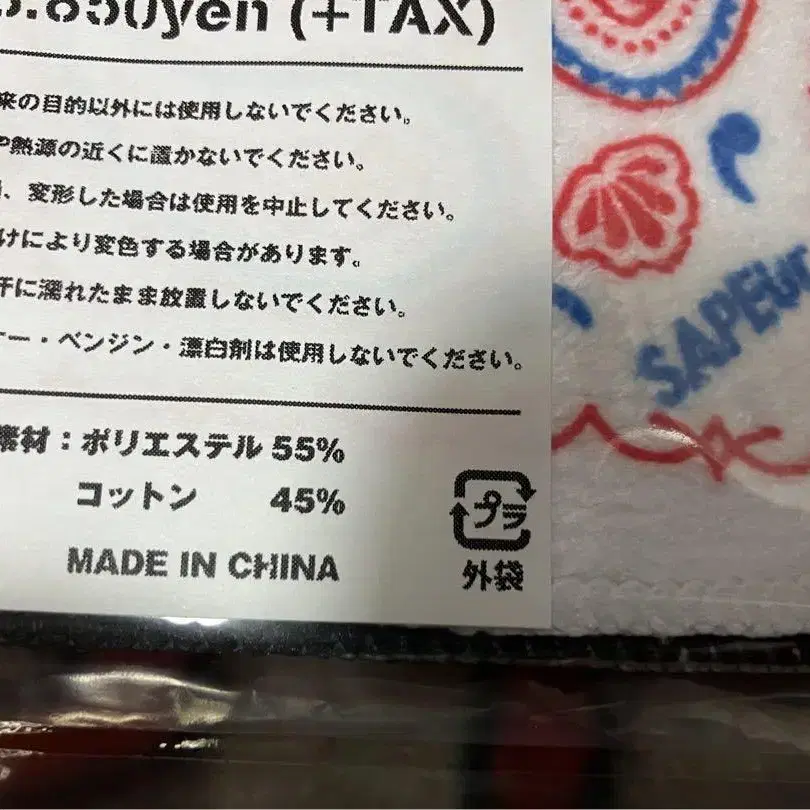 .850yen (+TAX)
来の目的以外には使用しないでください。
や熱源の近くに置かないでください。
、変形した場合は使用を中止してください。
けにより変色する場合があります。
汗に濡れたまま放置しないでください。
ー・ベンジン・漂白剤は使用しないでください。
素材：ポリエステル 55%
コットン 45%
MADE IN CHINA
プラ
外袋
SAPEur